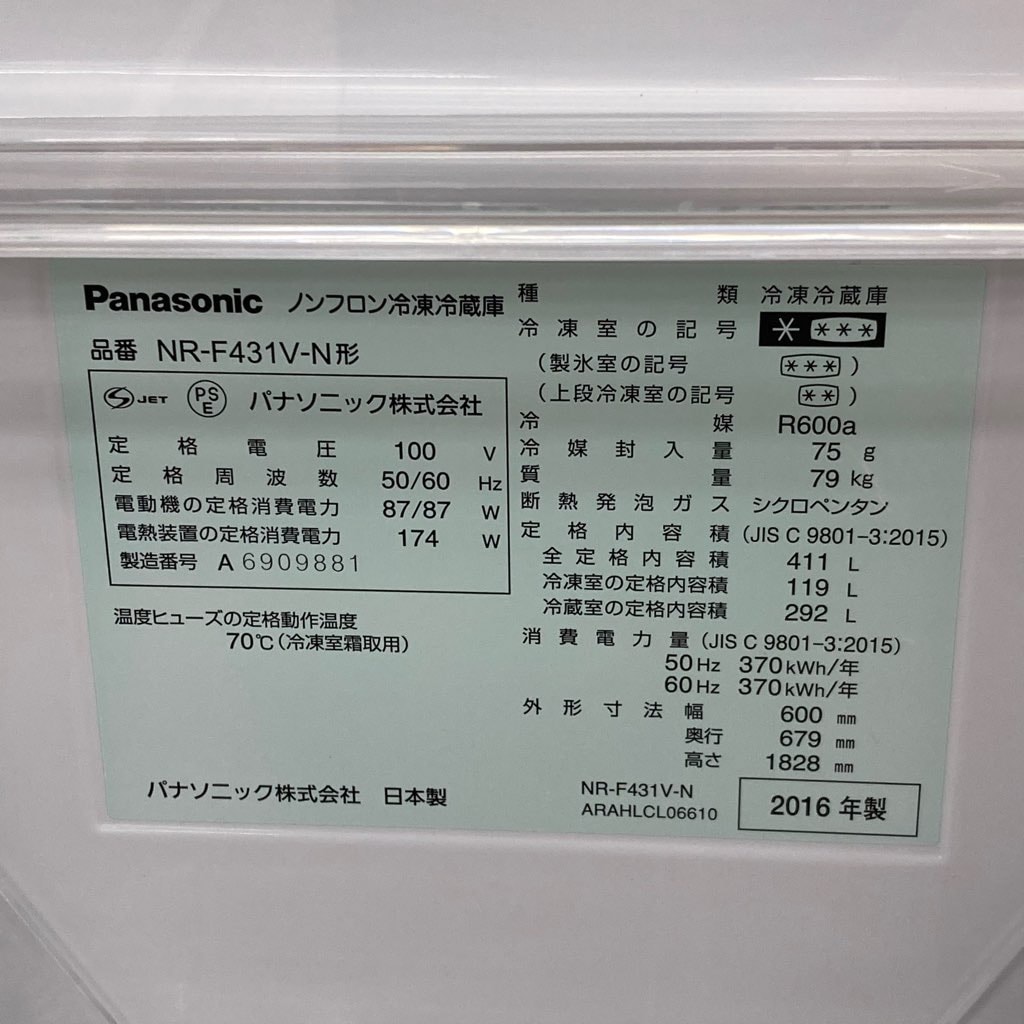 Panasonic ノンフロン冷凍冷蔵庫
品番 NR-F431V-N形
JET PSE パナソニック株式会社
定格電圧 100 V
定格周波数 50/60 Hz
電動機の定格消費電力 87/87 W
電熱装置の定格消費電力 174 W
製造番号 A 6909881
温度ヒューズの定格動作温度
70℃(冷凍室霜取用)
パナソニック株式会社 日本製
種類 冷凍冷蔵庫
冷凍室の記号 * ***
(製氷室の記号 *** )
(上段冷凍室の記号 ** )
冷媒 R600a
冷媒封入量 75 g
質量 79 kg
断熱発泡ガス シクロペンタン
定格内容積 (JIS C 9801-3:2015)
全定格内容積 411 L
冷凍室の定格内容積 119 L
冷蔵室の定格内容積 292 L
消費電力量 (JIS C 9801-3:2015)
50Hz 370kWh/年
60Hz 370kWh/年
外形寸法幅 600 mm
奥行 679 mm
高さ 1828 mm
NR-F431V-N
ARAHLCL06610
2016 年製